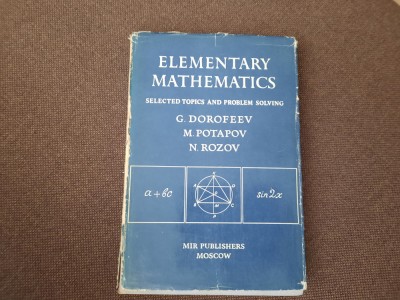 ELEMENTARY
MATHEMATICS
SELECTED TOPICS AND PROBLEM SOLVING
G. DOROFEEV
M. POTAPOV
N. ROZOV
a+bc
sin2x
MIR PUBLISHERS
MOSCOW